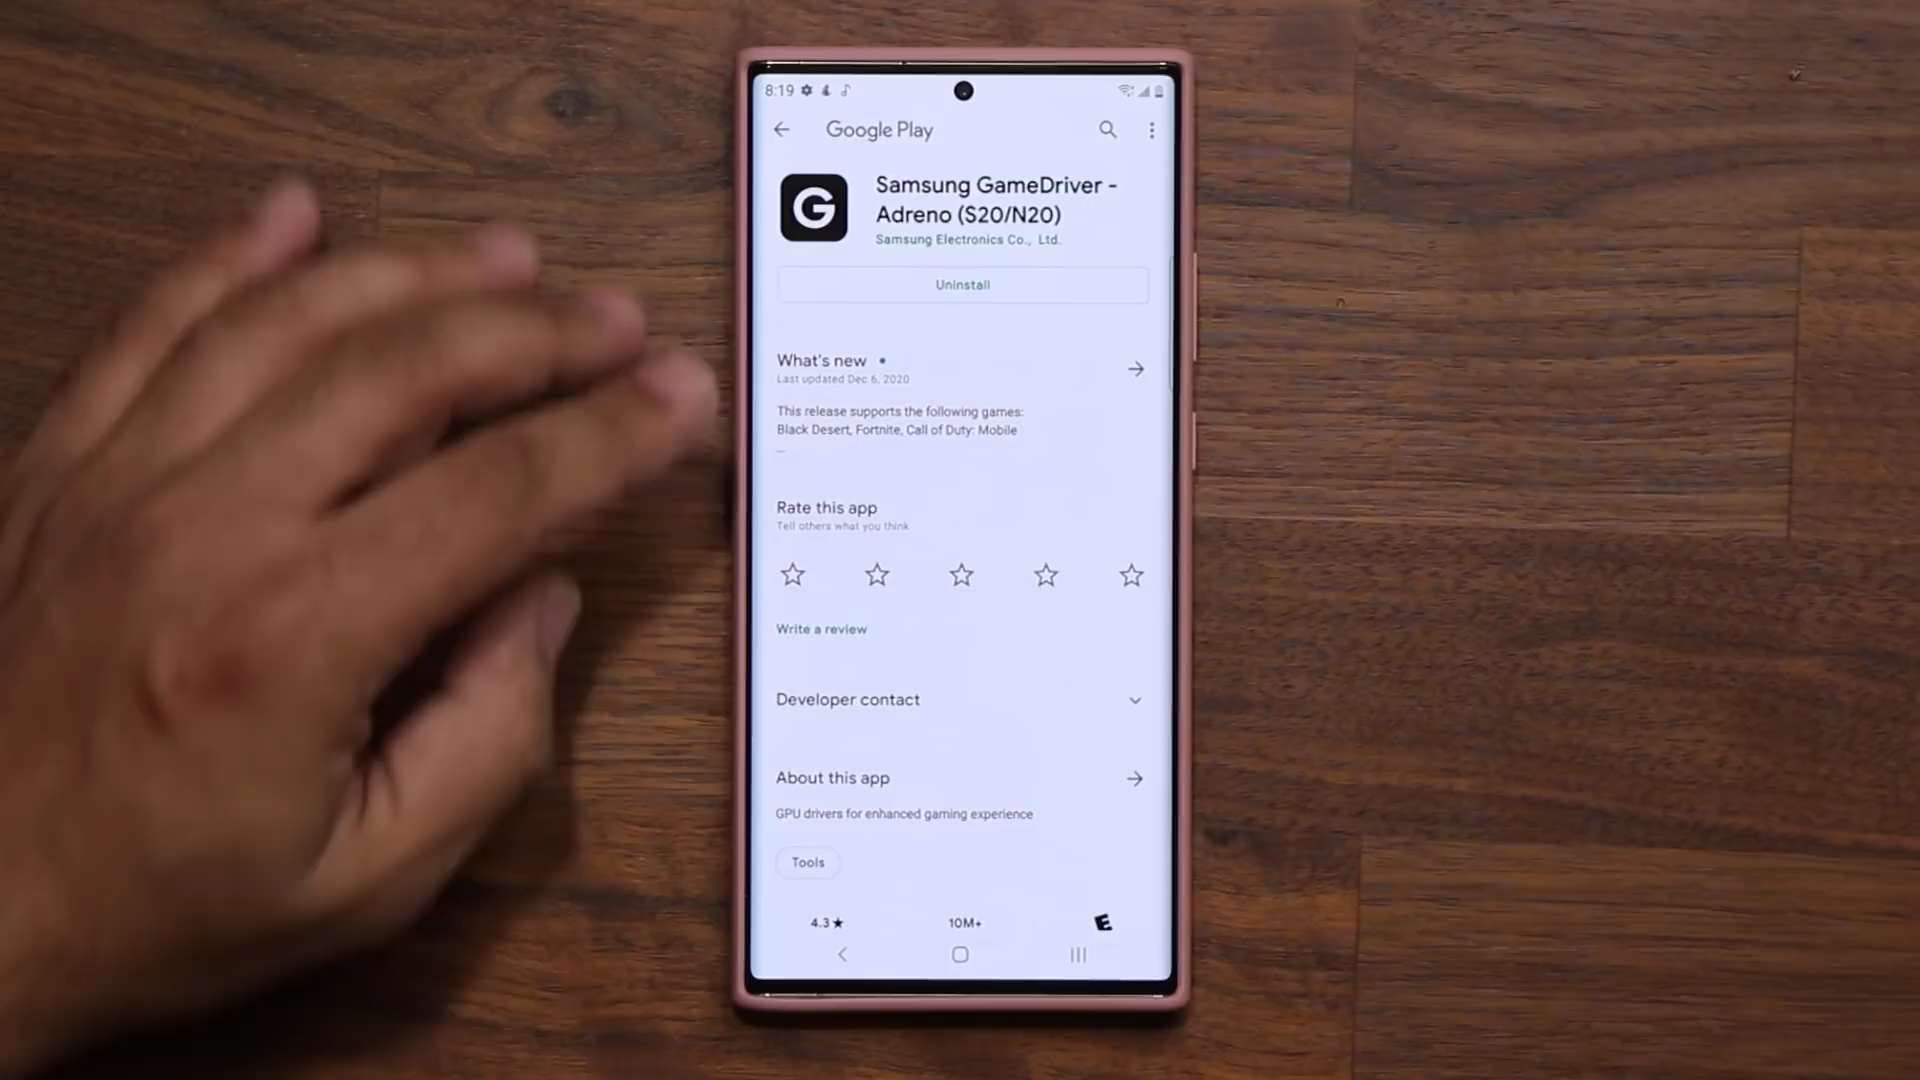 8:19
Google Play
G
Samsung GameDriver -
Adreno (S20/N20)
Samsung Electronics Co., Ltd.
Uninstall
What's new •
Last updated Dec 6, 2020
This release supports the following games:
Black Desert, Fortnite, Call of Duty: Mobile
...
Rate this app
Tell others what you think
Write a review
Developer contact
About this app
GPU drivers for enhanced gaming experience
Tools
4.3★ 10M+ E